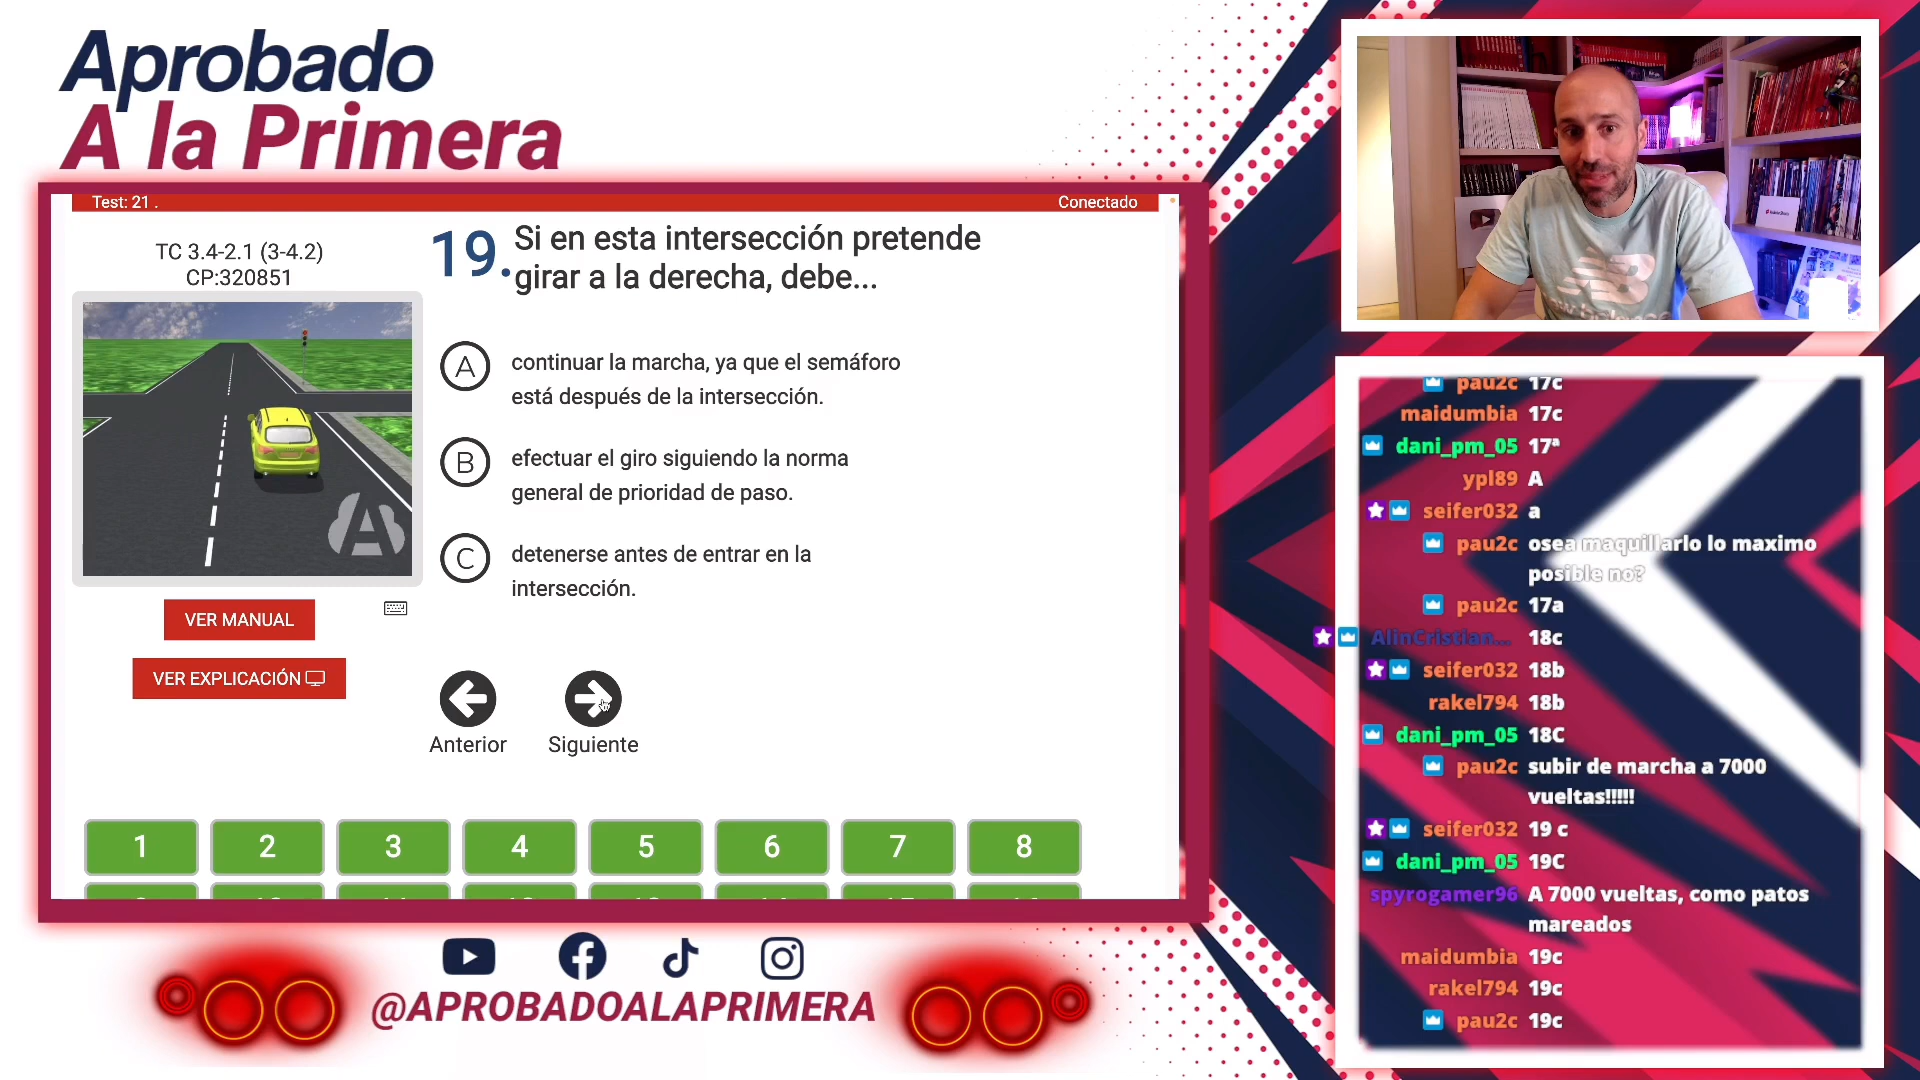 Aprobado
A la Primera
Test: 21 .
Conectado
TC 3.4-2.1 (3-4.2)
CP:320851
19. Si en esta intersección pretende
girar a la derecha, debe...
A continuar la marcha, ya que el semáforo
está después de la intersección.
B efectuar el giro siguiendo la norma
general de prioridad de paso.
C detenerse antes de entrar en la
intersección.
VER MANUAL
VER EXPLICACIÓN
Anterior
Siguiente
1 2 3 4 5 6 7 8
@APROBADOALAPRIMERA
pau2c 17c
maidumbia 17c
dani_pm_05 17ª
ypl89 A
seifer032 a
pau2c osea maquillarlo lo maximo
posible no?
pau2c 17a
AlinCristian... 18c
seifer032 18b
rakel794 18b
dani_pm_05 18C
pau2c subir de marcha a 7000
vueltas!!!!!
seifer032 19 c
dani_pm_05 19C
spyrogamer96 A 7000 vueltas, como patos
mareados
maidumbia 19c
rakel794 19c
pau2c 19c